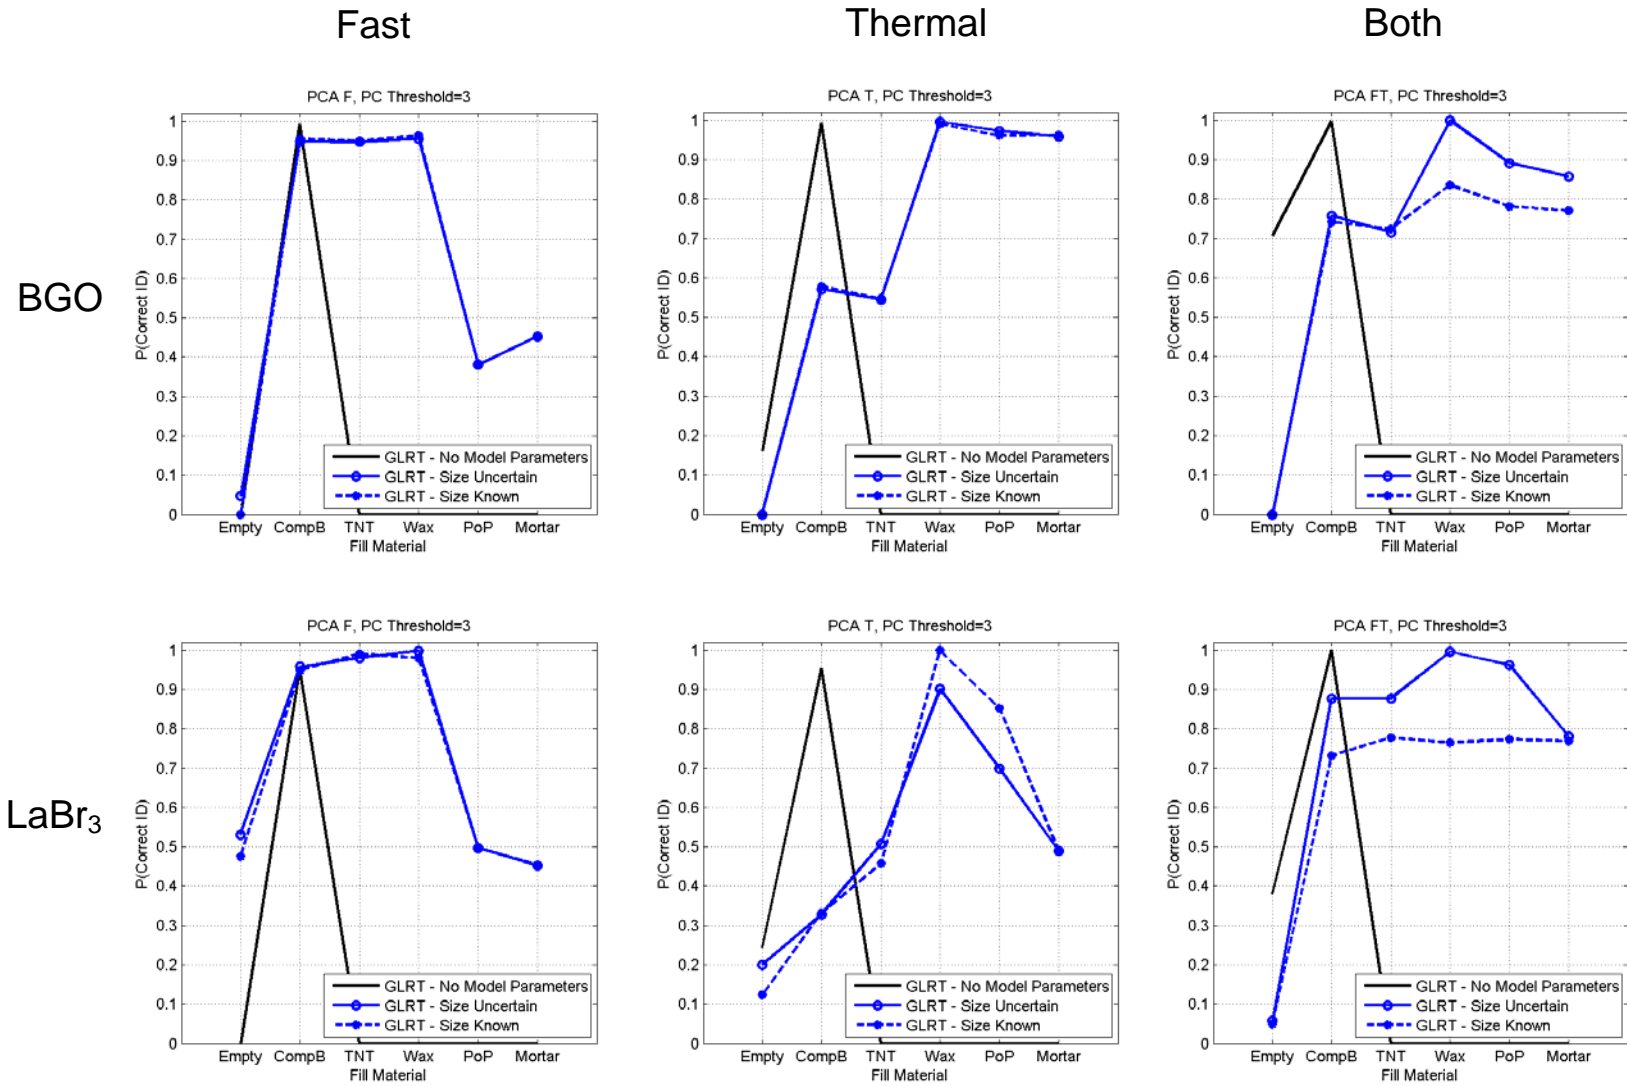 Fast Thermal Both
BGO
PCA F, PC Threshold=3
1
0.9
0.8
0.7
0.6
0.5
0.4
0.3
0.2
0.1
0
P(Correct ID)
GLRT - No Model Parameters
GLRT - Size Uncertain
GLRT - Size Known
Empty CompB TNT Wax PoP Mortar
Fill Material
PCA T, PC Threshold=3
1
0.9
0.8
0.7
0.6
0.5
0.4
0.3
0.2
0.1
0
P(Correct ID)
GLRT - No Model Parameters
GLRT - Size Uncertain
GLRT - Size Known
Empty CompB TNT Wax PoP Mortar
Fill Material
PCA FT, PC Threshold=3
1
0.9
0.8
0.7
0.6
0.5
0.4
0.3
0.2
0.1
0
P(Correct ID)
GLRT - No Model Parameters
GLRT - Size Uncertain
GLRT - Size Known
Empty CompB TNT Wax PoP Mortar
Fill Material
LaBr₃
PCA F, PC Threshold=3
1
0.9
0.8
0.7
0.6
0.5
0.4
0.3
0.2
0.1
0
P(Correct ID)
GLRT - No Model Parameters
GLRT - Size Uncertain
GLRT - Size Known
Empty CompB TNT Wax PoP Mortar
Fill Material
PCA T, PC Threshold=3
1
0.9
0.8
0.7
0.6
0.5
0.4
0.3
0.2
0.1
0
P(Correct ID)
GLRT - No Model Parameters
GLRT - Size Uncertain
GLRT - Size Known
Empty CompB TNT Wax PoP Mortar
Fill Material
PCA FT, PC Threshold=3
1
0.9
0.8
0.7
0.6
0.5
0.4
0.3
0.2
0.1
0
P(Correct ID)
GLRT - No Model Parameters
GLRT - Size Uncertain
GLRT - Size Known
Empty CompB TNT Wax PoP Mortar
Fill Material